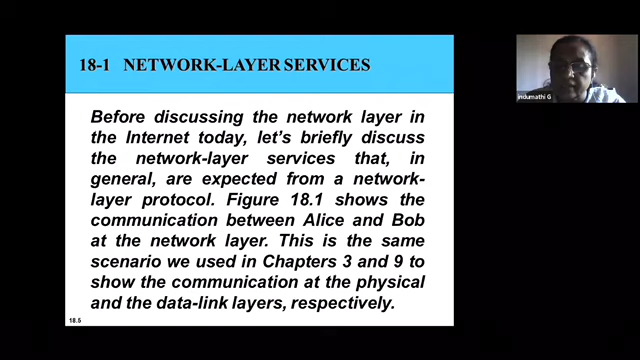 18-1 NETWORK-LAYER SERVICES
Before discussing the network layer in
the Internet today, let's briefly discuss
the network-layer services that, in
general, are expected from a network-
layer protocol. Figure 18.1 shows the
communication between Alice and Bob
at the network layer. This is the same
scenario we used in Chapters 3 and 9 to
show the communication at the physical
and the data-link layers, respectively.
18.5
indumathi G